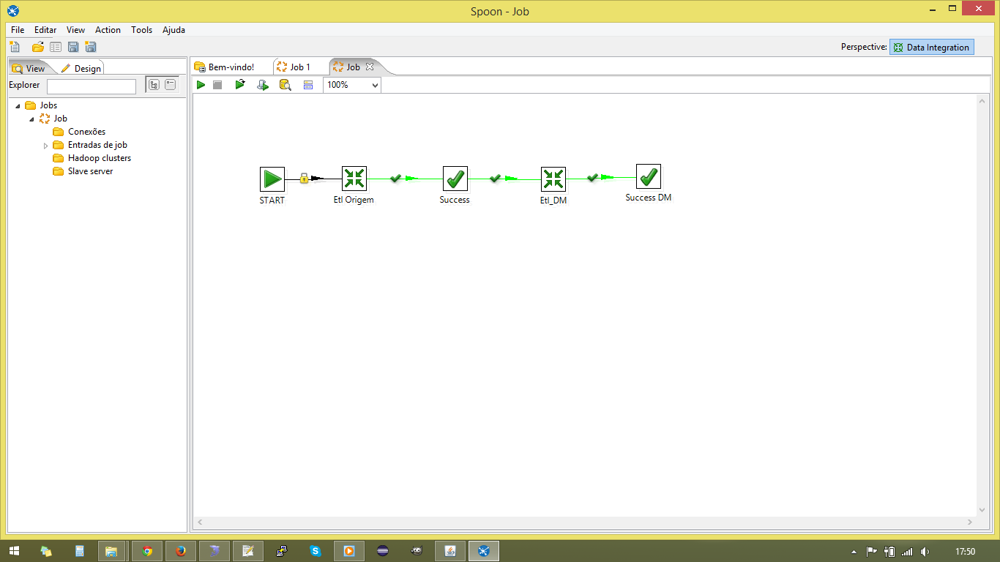 Spoon - Job
File Editar View Action Tools Ajuda
Perspective: Data Integration
View Design
Bem-vindo! Job 1 Job
Explorer
100%
Jobs
Job
Conexões
Entradas de job
Hadoop clusters
Slave server
START Etl Origem Success Etl_DM Success DM
17:50